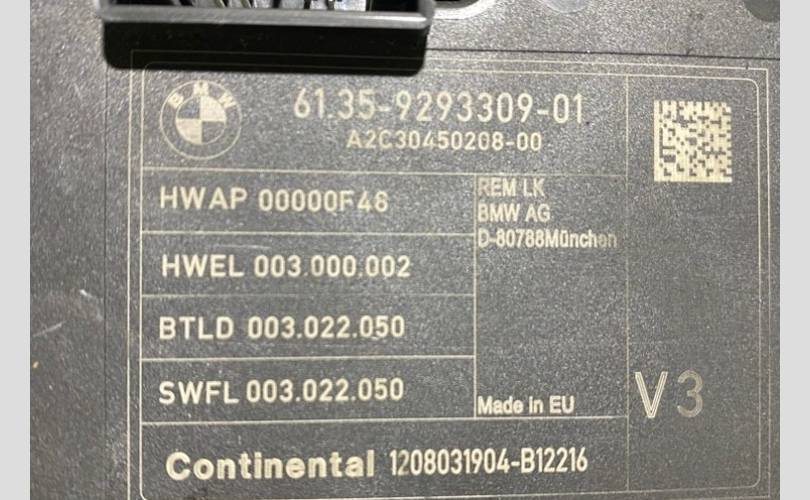 BMW
61.35-9293309-01
A2C30450208-00
HWAP 00000F48
REM LK
BMW AG
D-80788München
HWEL 003.000.002
BTLD 003.022.050
SWFL 003.022.050
Made in EU
V3
Continental 1208031904-B12216